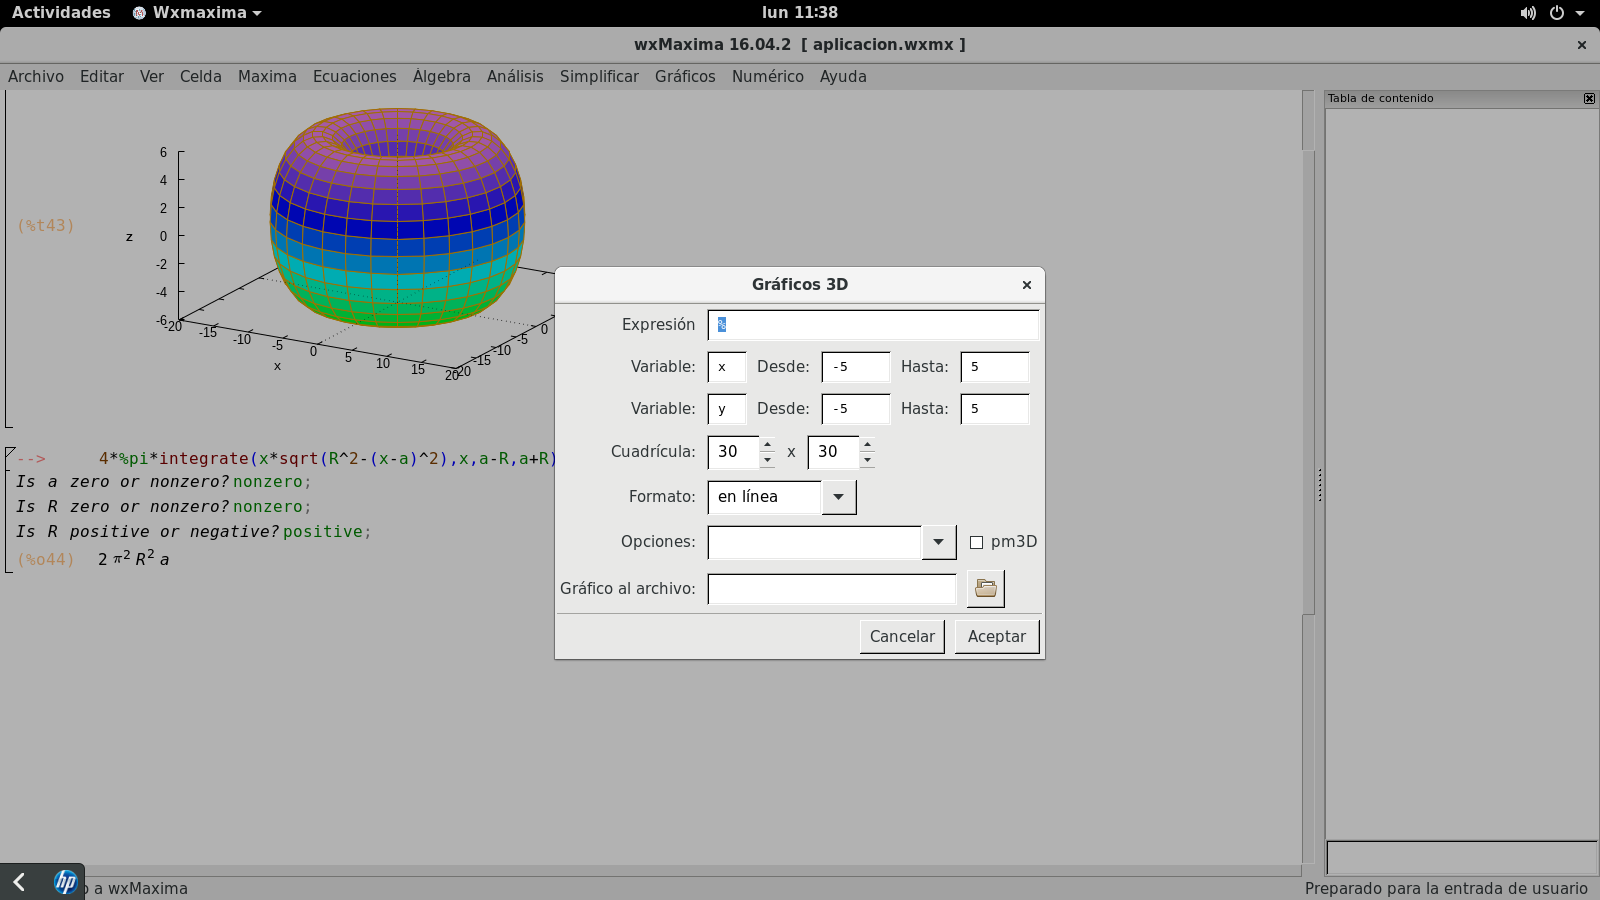 Actividades Wxmaxima lun 11:38
wxMaxima 16.04.2 [ aplicacion.wxmx ]
Archivo Editar Ver Celda Maxima Ecuaciones Álgebra Análisis Simplificar Gráficos Numérico Ayuda
Tabla de contenido
(%t43)
z
6
4
2
0
-2
-4
-6
-20
-15
-10
-5
0
5
10
15
20
x
-20
-15
-10
-5
0
--> 4*%pi*integrate(x*sqrt(R^2-(x-a)^2),x,a-R,a+R)
Is a zero or nonzero?nonzero;
Is R zero or nonzero?nonzero;
Is R positive or negative?positive;
(%o44) 2 π² R² a
Gráficos 3D
Expresión %
Variable: x Desde: -5 Hasta: 5
Variable: y Desde: -5 Hasta: 5
Cuadrícula: 30 x 30
Formato: en línea
Opciones: pm3D
Gráfico al archivo:
Cancelar Aceptar
hp
o a wxMaxima
Preparado para la entrada de usuario